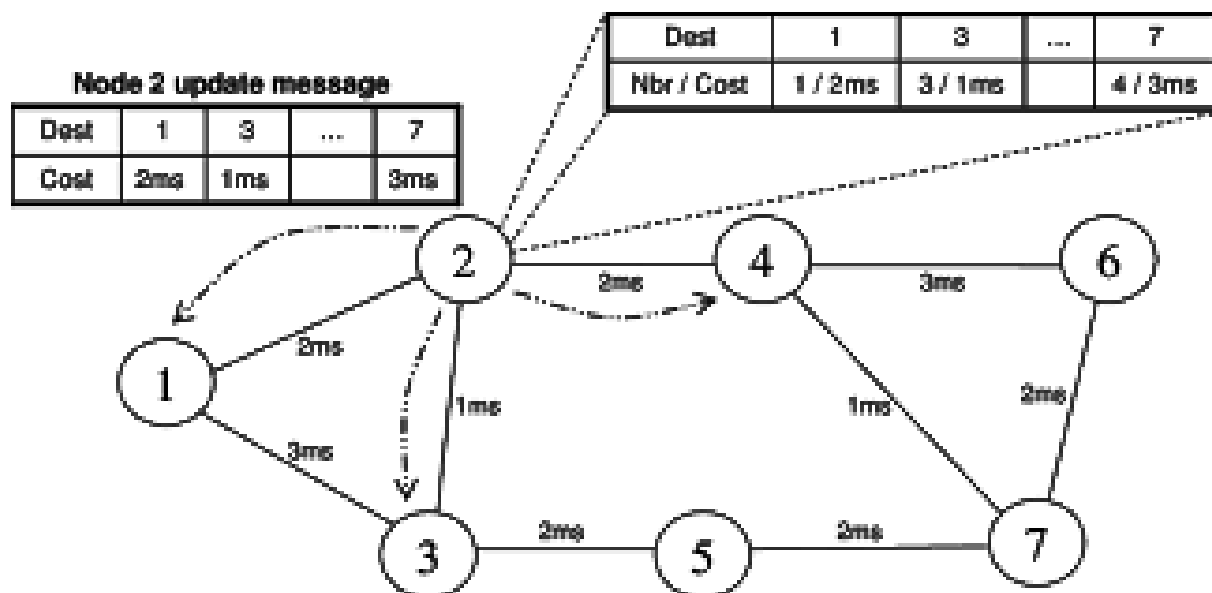 Dest 1 3 ... 7
Nbr / Cost 1 / 2ms 3 / 1ms 4 / 3ms
Node 2 update message
Dest 1 3 ... 7
Cost 2ms 1ms 3ms
2 4 6
2ms 3ms
2ms
1
1ms 1ms 2ms
3ms
2ms 2ms
3 5 7